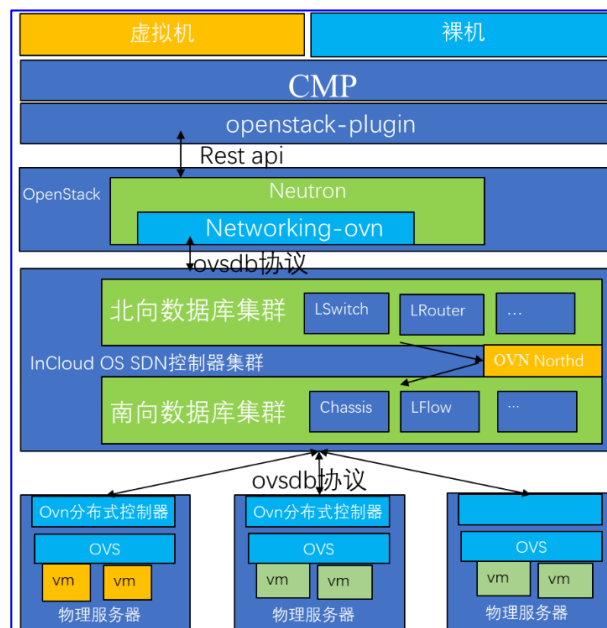 虚拟机
裸机
CMP
openstack-plugin
Rest api
OpenStack
Neutron
Networking-ovn
ovsdb协议
北向数据库集群
LSwitch
LRouter
...
InCloud OS SDN控制器集群
OVN Northd
南向数据库集群
Chassis
LFlow
...
ovsdb协议
Ovn分布式控制器
OVS
vm
vm
物理服务器
Ovn分布式控制器
OVS
vm
vm
物理服务器
OVS
vm
vm
物理服务器